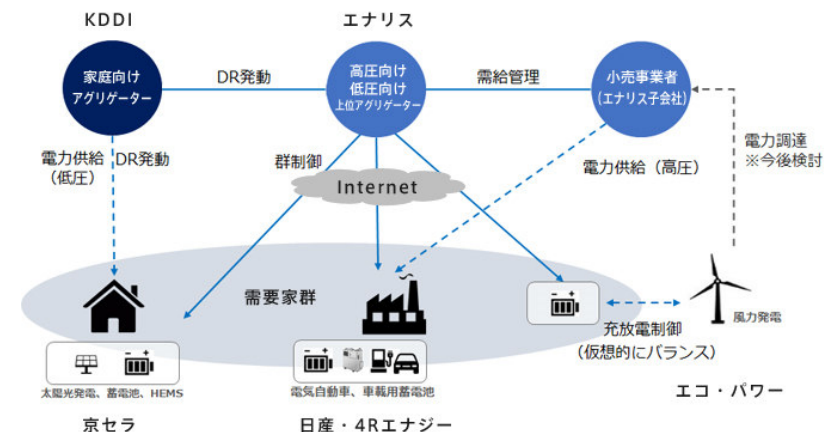 KDDI
エナリス
家庭向け
アグリゲーター
DR発動
高圧向け
低圧向け
上位アグリゲーター
需給管理
小売事業者
(エナリス子会社)
電力供給
(低圧)
DR発動
群制御
Internet
電力供給（高圧）
電力調達
※今後検討
需要家群
充放電制御
（仮想的にバランス）
風力発電
太陽光発電、蓄電池、HEMS
電気自動車、車載用蓄電池
エコ・パワー
京セラ
日産・4Rエナジー